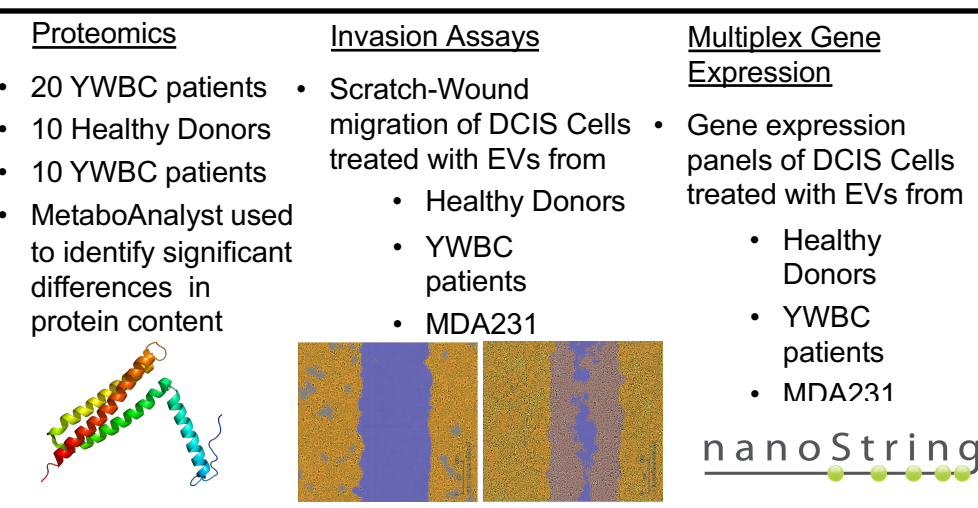 Proteomics
• 20 YWBC patients
• 10 Healthy Donors
• 10 YWBC patients
• MetaboAnalyst used
to identify significant
differences in
protein content
Invasion Assays
• Scratch-Wound
migration of DCIS Cells
treated with EVs from
• Healthy Donors
• YWBC
patients
• MDA231
Multiplex Gene
Expression
• Gene expression
panels of DCIS Cells
treated with EVs from
• Healthy
Donors
• YWBC
patients
• MDA231
nanoString